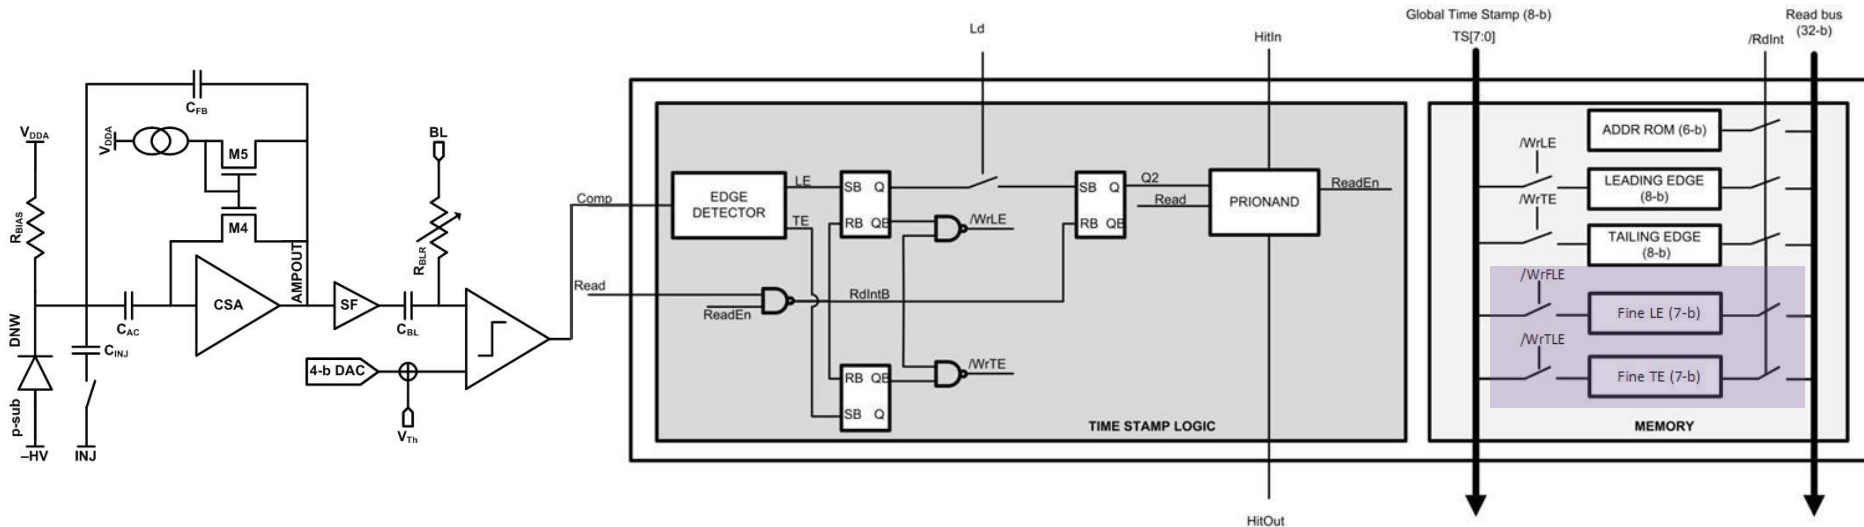 V_DDA
R_BIAS
DNW
p-sub
–HV
C_FB
V_DDA
M5
M4
C_AC
C_INJ
INJ
CSA
AMPOUT
SF
C_BL
BL
R_BLR
4-b DAC
V_Th
Comp
Read
ReadEn
EDGE
DETECTOR
LE
TE
SB Q
RB QB
/WrLE
RdIntB
RB QB
SB Q
/WrTE
Ld
SB Q
RB QB
Q2
Read
HitIn
PRIONAND
ReadEn
TIME STAMP LOGIC
HitOut
Global Time Stamp (8-b)
TS[7:0]
Read bus
(32-b)
/RdInt
ADDR ROM (6-b)
/WrLE
LEADING EDGE
(8-b)
/WrTE
TAILING EDGE
(8-b)
/WrFLE
Fine LE (7-b)
/WrTLE
Fine TE (7-b)
MEMORY